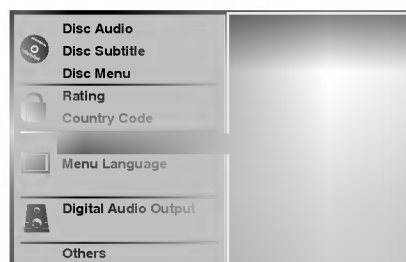 Disc Audio
Disc Subtitle
Disc Menu
Rating
Country Code
Menu Language
Digital Audio Output
Others